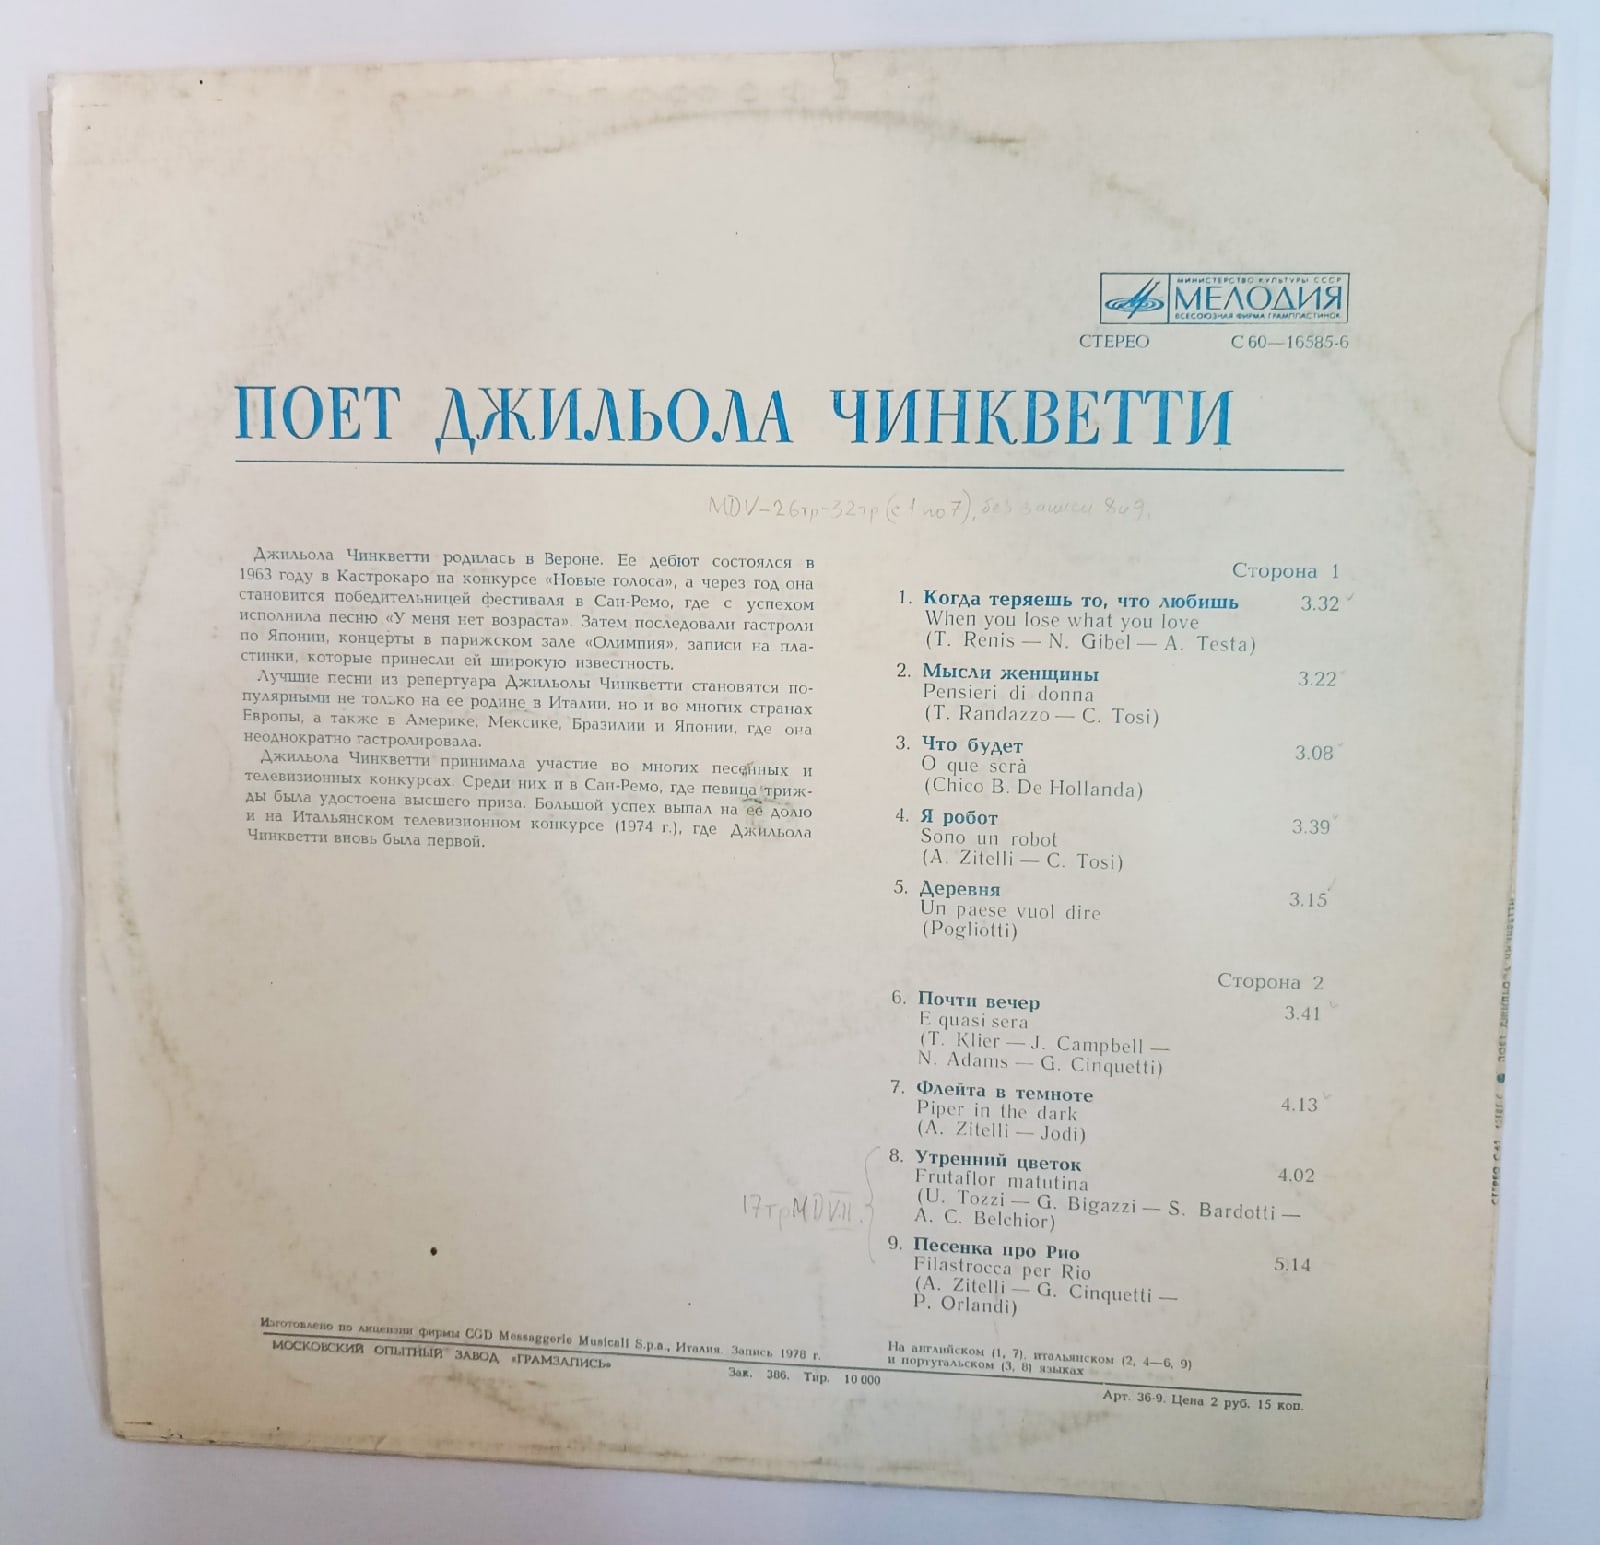 МИНИСТЕРСТВО КУЛЬТУРЫ СССР
МЕЛОДИЯ
ВСЕСОЮЗНАЯ ФИРМА ГРАМПЛАСТИНОК
СТЕРЕО С 60—16585-6
ПОЕТ ДЖИЛЬОЛА ЧИНКВЕТТИ
MDV-26тр-32тр (с 1 по 7), без записи 8и9.
Джильола Чинкветти родилась в Вероне. Ее дебют состоялся в
1963 году в Кастрокаро на конкурсе «Новые голоса», а через год она
становится победительницей фестиваля в Сан-Ремо, где с успехом
исполнила песню «У меня нет возраста». Затем последовали гастроли
по Японии, концерты в парижском зале «Олимпия», записи на пла-
стинки, которые принесли ей широкую известность.
Лучшие песни из репертуара Джильолы Чинкветти становятся по-
пулярными не только на ее родине в Италии, но и во многих странах
Европы, а также в Америке, Мексике, Бразилии и Японии, где она
неоднократно гастролировала.
Джильола Чинкветти принимала участие во многих песенных и
телевизионных конкурсах. Среди них и в Сан-Ремо, где певица триж-
ды была удостоена высшего приза. Большой успех выпал на ее долю
и на Итальянском телевизионном конкурсе (1974 г.), где Джильола
Чинкветти вновь была первой.
Сторона 1
1. Когда теряешь то, что любишь 3.32
When you lose what you love
(T. Renis — N. Gibel — A. Testa)
2. Мысли женщины 3.22
Pensieri di donna
(T. Randazzo — C. Tosi)
3. Что будет 3.08
O que serà
(Chico B. De Hollanda)
4. Я робот 3.39
Sono un robot
(A. Zitelli — C. Tosi)
5. Деревня 3.15
Un paese vuol dire
(Pogliotti)
Сторона 2
6. Почти вечер 3.41
E quasi sera
(T. Klier — J. Campbell —
N. Adams — G. Cinquetti)
7. Флейта в темноте 4.13
Piper in the dark
(A. Zitelli — Jodi)
8. Утренний цветок 4.02
Frutaflor matutina
(U. Tozzi — G. Bigazzi — S. Bardotti —
A. C. Belchior)
17трMDVII.
9. Песенка про Рио 5.14
Filastrocca per Rio
(A. Zitelli — G. Cinquetti —
P. Orlandi)
Изготовлено по лицензии фирмы CGD Messaggerie Musicali S.p.a., Италия. Запись 1978 г.
МОСКОВСКИЙ ОПЫТНЫЙ ЗАВОД «ГРАМЗАПИСЬ»
Зак. 386. Тир. 10 000
На английском (1, 7), итальянском (2, 4—6, 9)
и португальском (3, 8) языках
Арт. 36-9. Цена 2 руб. 15 коп.